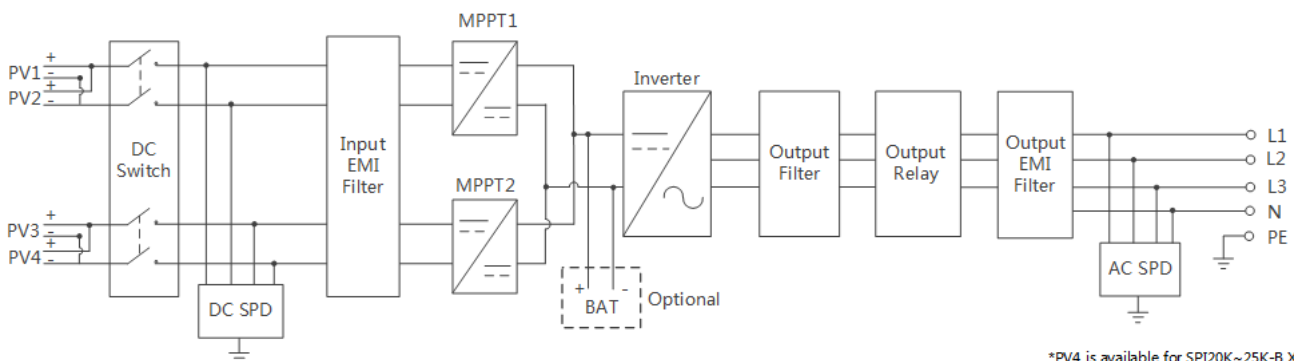 MPPT1
PV1
+
-
PV2
+
-
DC
Switch
Input
EMI
Filter
Inverter
Output
Filter
Output
Relay
Output
EMI
Filter
L1
L2
L3
N
PE
MPPT2
PV3
+
-
PV4
+
-
DC SPD
+
-
BAT
Optional
AC SPD
*PV4 is available for SPI20K~25K-B X